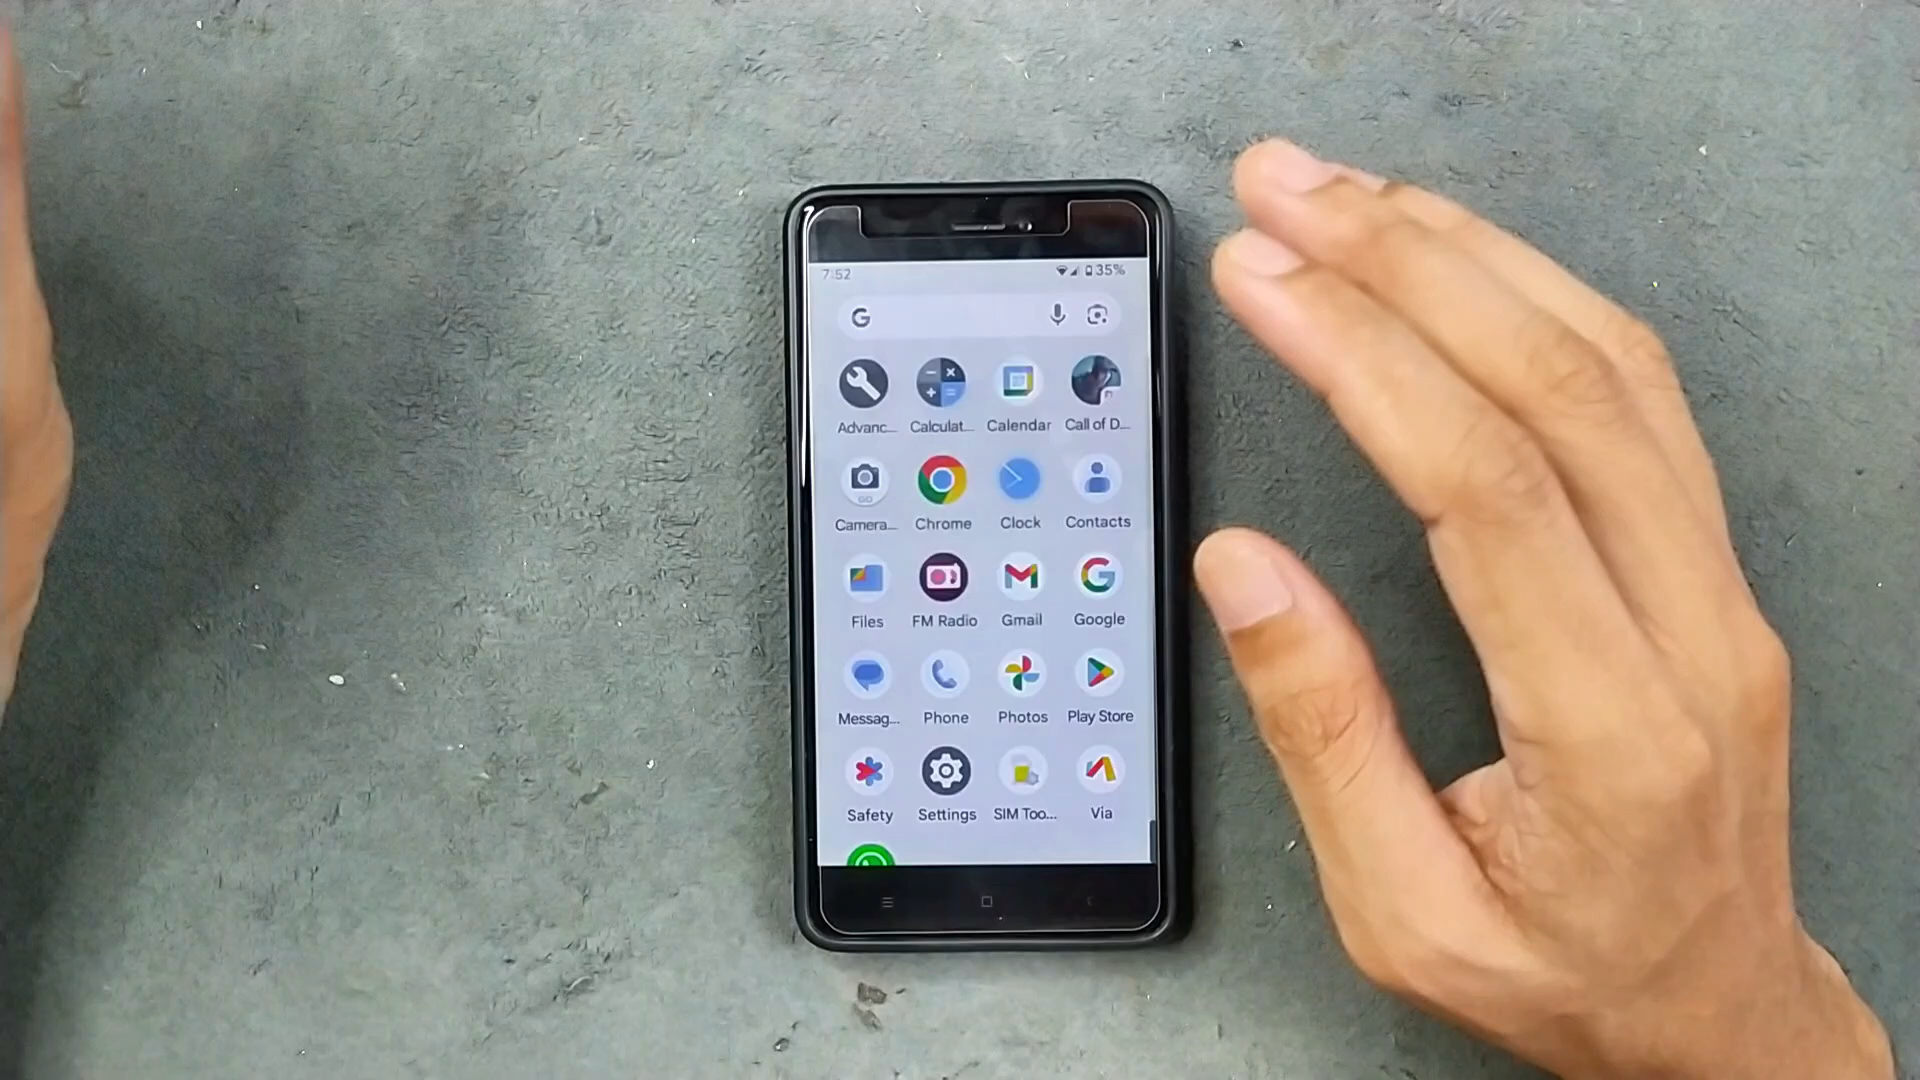 7:52 35%
G
Advanc... Calculat... Calendar Call of D...
GO
Camera... Chrome Clock Contacts
Files FM Radio Gmail Google
Messag... Phone Photos Play Store
Safety Settings SIM Too... Via